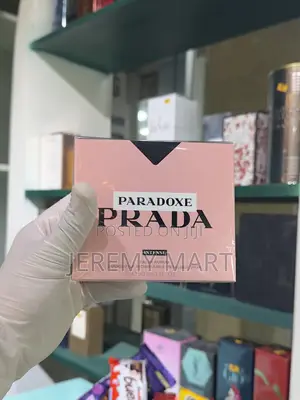 PARADOXE
PRADA
POSTED ON JIJI
INTENSE
JEREMY MART